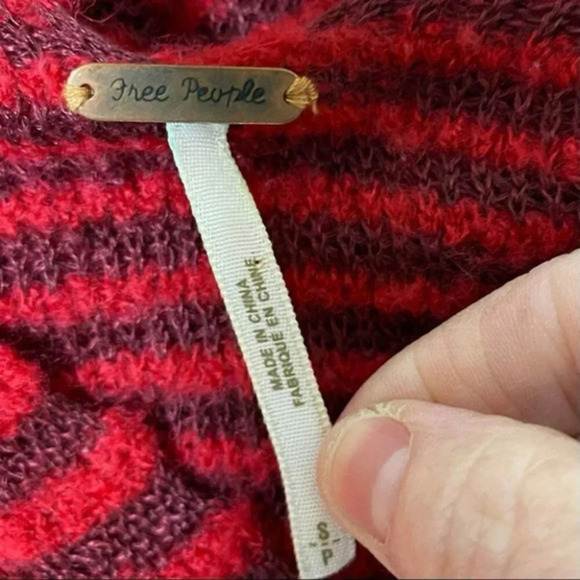 Free People
MADE IN CHINA
FABRIQUE EN CHINE
S/P